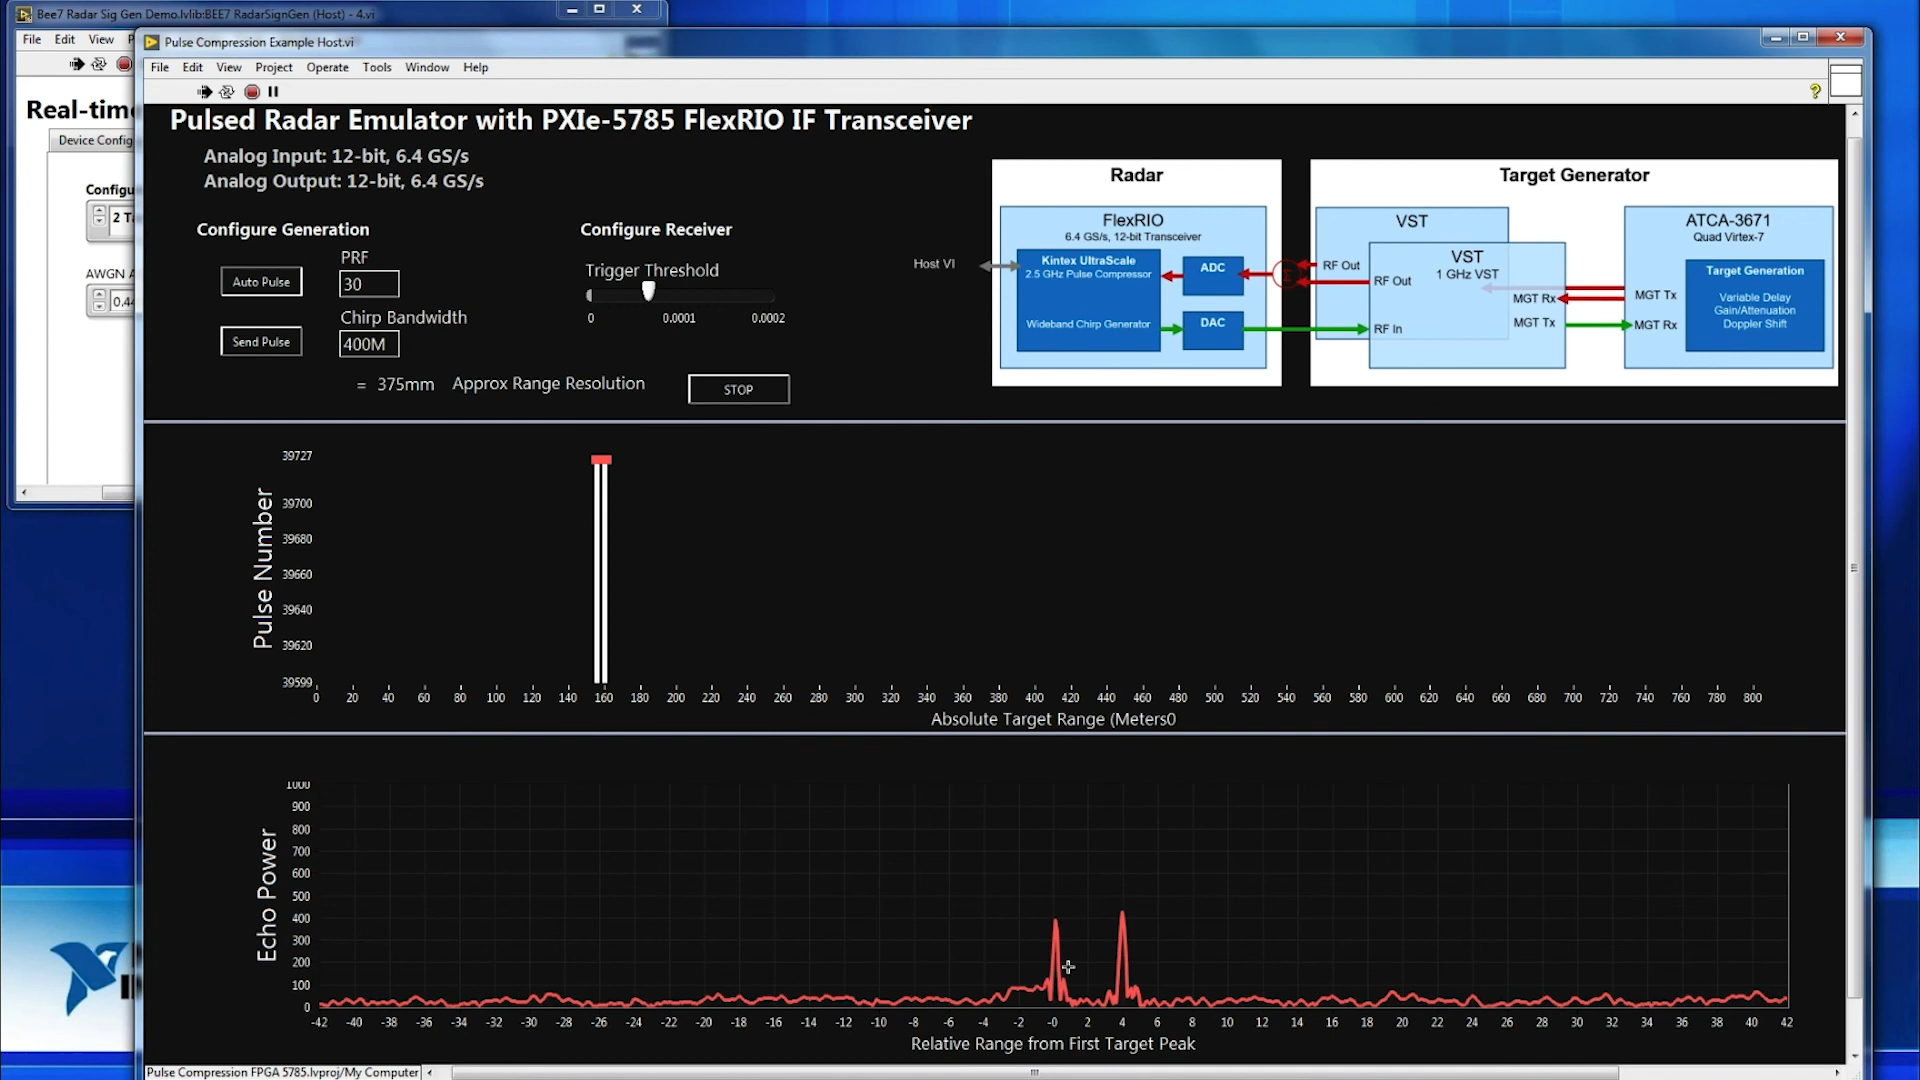 Bee7 Radar Sig Gen Demo.lvlib:BEE7 RadarSignGen (Host) - 4.vi
File Edit View
Real-tim
Device Config
Configu
2 Ta
AWGN A
0.44
Pulse Compression Example Host.vi
File Edit View Project Operate Tools Window Help
Pulsed Radar Emulator with PXIe-5785 FlexRIO IF Transceiver
Analog Input: 12-bit, 6.4 GS/s
Analog Output: 12-bit, 6.4 GS/s
Configure Generation
Auto Pulse
PRF
30
Send Pulse
Chirp Bandwidth
400M
= 375mm Approx Range Resolution
Configure Receiver
Trigger Threshold
0 0.0001 0.0002
STOP
Host VI
Radar
FlexRIO
6.4 GS/s, 12-bit Transceiver
Kintex UltraScale
2.5 GHz Pulse Compressor
Wideband Chirp Generator
ADC
DAC
Target Generator
VST
RF Out
VST
1 GHz VST
RF Out
MGT Rx
RF In
MGT Tx
ATCA-3671
Quad Virtex-7
MGT Tx
MGT Rx
Target Generation
Variable Delay
Gain/Attenuation
Doppler Shift
Pulse Number
39727
39700
39680
39660
39640
39620
39599
0 20 40 60 80 100 120 140 160 180 200 220 240 260 280 300 320 340 360 380 400 420 440 460 480 500 520 540 560 580 600 620 640 660 680 700 720 740 760 780 800
Absolute Target Range (Meters0
Echo Power
1000
900
800
700
600
500
400
300
200
100
0
-42 -40 -38 -36 -34 -32 -30 -28 -26 -24 -22 -20 -18 -16 -14 -12 -10 -8 -6 -4 -2 -0 2 4 6 8 10 12 14 16 18 20 22 24 26 28 30 32 34 36 38 40 42
Relative Range from First Target Peak
Pulse Compression FPGA 5785.lvproj/My Computer